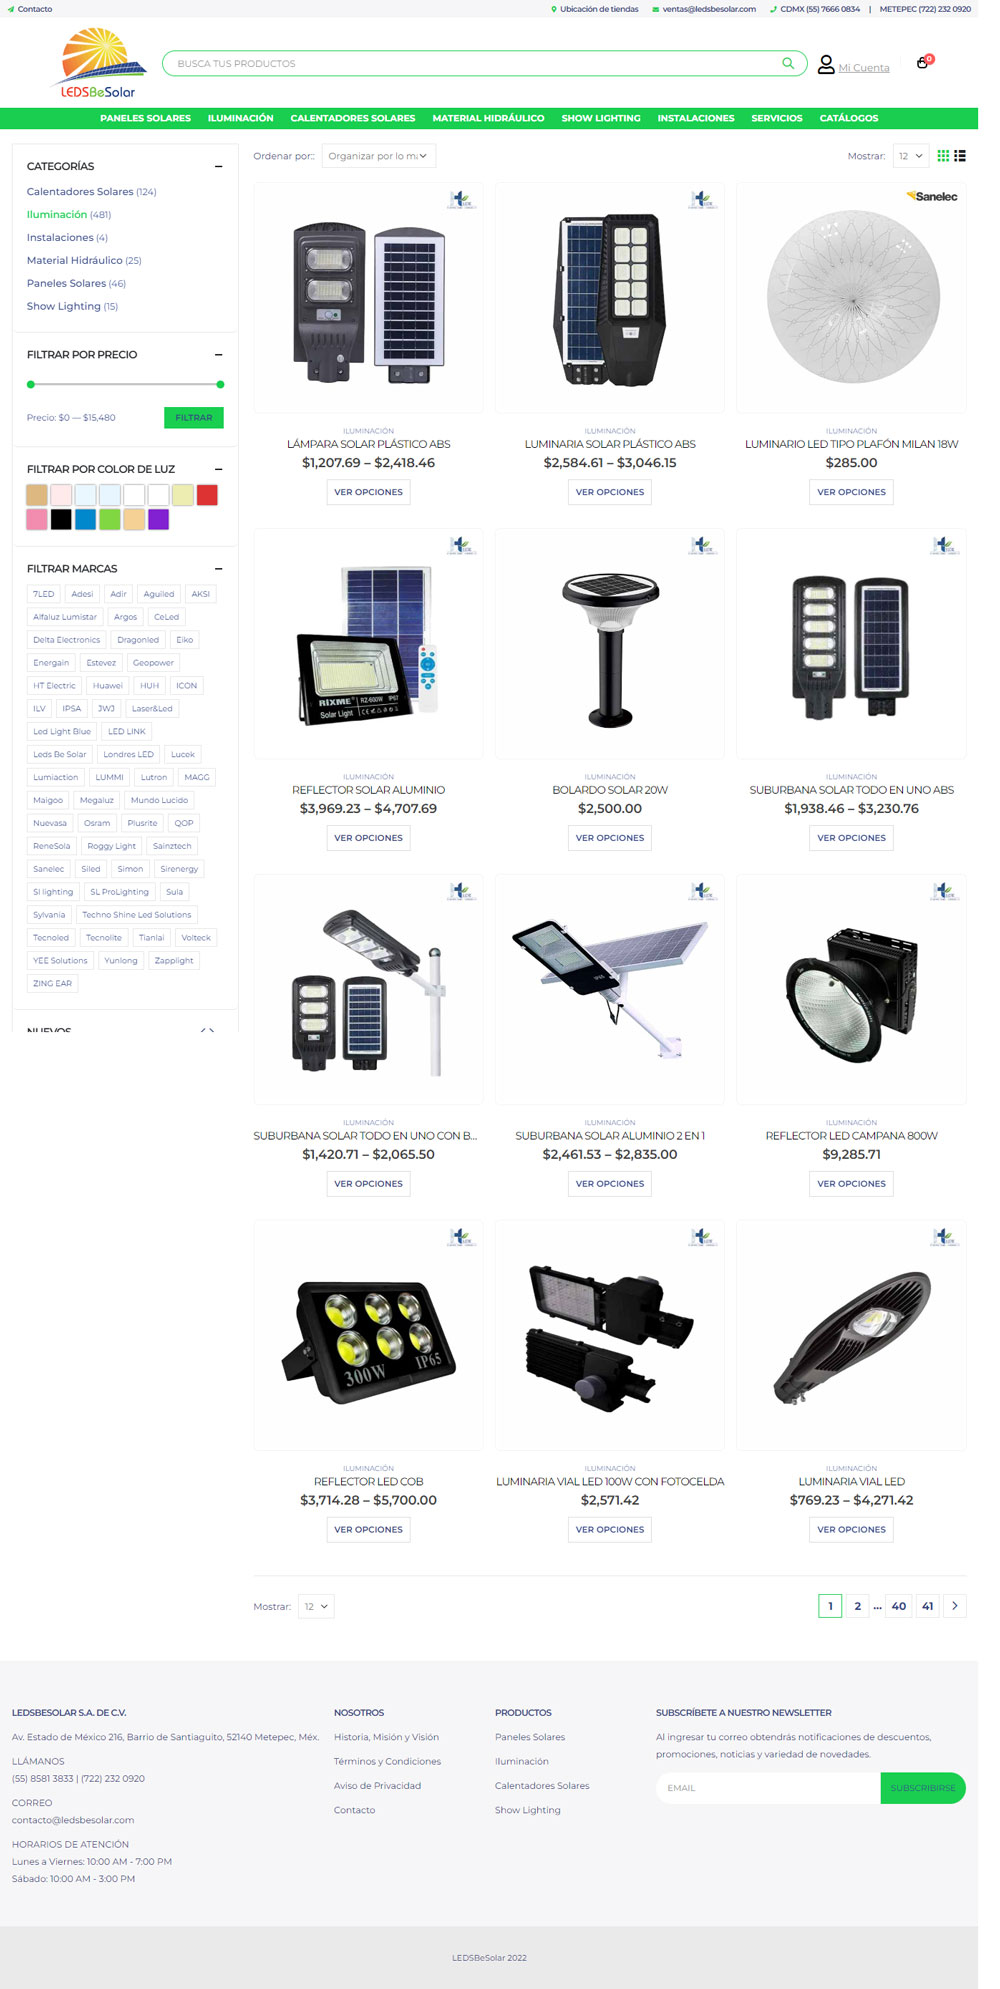 Contacto
Ubicación de tiendas
ventas@ledsbesolar.com
CDMX (55) 7666 0834 | METEPEC (722) 232 0920
LEDSBeSolar
BUSCA TUS PRODUCTOS
Mi Cuenta
0
PANELES SOLARES ILUMINACIÓN CALENTADORES SOLARES MATERIAL HIDRÁULICO SHOW LIGHTING INSTALACIONES SERVICIOS CATÁLOGOS
CATEGORÍAS
Calentadores Solares (124)
Iluminación (481)
Instalaciones (4)
Material Hidráulico (25)
Paneles Solares (46)
Show Lighting (15)
FILTRAR POR PRECIO
Precio: $0 — $15,480
FILTRAR
FILTRAR POR COLOR DE LUZ
FILTRAR MARCAS
7LED Adesi Adir Aguiled AKSI
Alfaluz Lumistar Argos CeLed
Delta Electronics Dragonled Eiko
Energain Estevez Geopower
HT Electric Huawei HUH ICON
ILV IPSA JWJ Laser&Led
Led Light Blue LED LINK
Leds Be Solar Londres LED Lucek
Lumiaction LUMMI Lutron MAGG
Maigoo Megaluz Mundo Lucido
Nuevasa Osram Plusrite QOP
ReneSola Roggy Light Sainztech
Sanelec Siled Simon Sirenergy
Sl lighting SL ProLighting Sula
Sylvania Techno Shine Led Solutions
Tecnoled Tecnolite Tianlai Volteck
YEE Solutions Yunlong Zapplight
ZING EAR
NUEVOS
Ordenar por::
Organizar por lo má
Mostrar:
12
Sanelec
ILUMINACIÓN
LÁMPARA SOLAR PLÁSTICO ABS
$1,207.69 – $2,418.46
VER OPCIONES
ILUMINACIÓN
LUMINARIA SOLAR PLÁSTICO ABS
$2,584.61 – $3,046.15
VER OPCIONES
ILUMINACIÓN
LUMINARIO LED TIPO PLAFÓN MILAN 18W
$285.00
VER OPCIONES
RIXME RZ-600W IP67
Solar Light
ILUMINACIÓN
REFLECTOR SOLAR ALUMINIO
$3,969.23 – $4,707.69
VER OPCIONES
ILUMINACIÓN
BOLARDO SOLAR 20W
$2,500.00
VER OPCIONES
ILUMINACIÓN
SUBURBANA SOLAR TODO EN UNO ABS
$1,938.46 – $3,230.76
VER OPCIONES
ILUMINACIÓN
SUBURBANA SOLAR TODO EN UNO CON B...
$1,420.71 – $2,065.50
VER OPCIONES
ILUMINACIÓN
SUBURBANA SOLAR ALUMINIO 2 EN 1
$2,461.53 – $2,835.00
VER OPCIONES
ILUMINACIÓN
REFLECTOR LED CAMPANA 800W
$9,285.71
VER OPCIONES
300W IP65
ILUMINACIÓN
REFLECTOR LED COB
$3,714.28 – $5,700.00
VER OPCIONES
ILUMINACIÓN
LUMINARIA VIAL LED 100W CON FOTOCELDA
$2,571.42
VER OPCIONES
ILUMINACIÓN
LUMINARIA VIAL LED
$769.23 – $4,271.42
VER OPCIONES
Mostrar: 12
1 2 ... 40 41
LEDSBESOLAR S.A. DE C.V.
Av. Estado de México 216, Barrio de Santiaguito, 52140 Metepec, Méx.
LLÁMANOS
(55) 8581 3833 | (722) 232 0920
CORREO
contacto@ledsbesolar.com
HORARIOS DE ATENCIÓN
Lunes a Viernes: 10:00 AM - 7:00 PM
Sábado: 10:00 AM - 3:00 PM
NOSOTROS
Historia, Misión y Visión
Términos y Condiciones
Aviso de Privacidad
Contacto
PRODUCTOS
Paneles Solares
Iluminación
Calentadores Solares
Show Lighting
SUBSCRÍBETE A NUESTRO NEWSLETTER
Al ingresar tu correo obtendrás notificaciones de descuentos,
promociones, noticias y variedad de novedades.
EMAIL
SUBSCRIBIRSE
LEDSBeSolar 2022